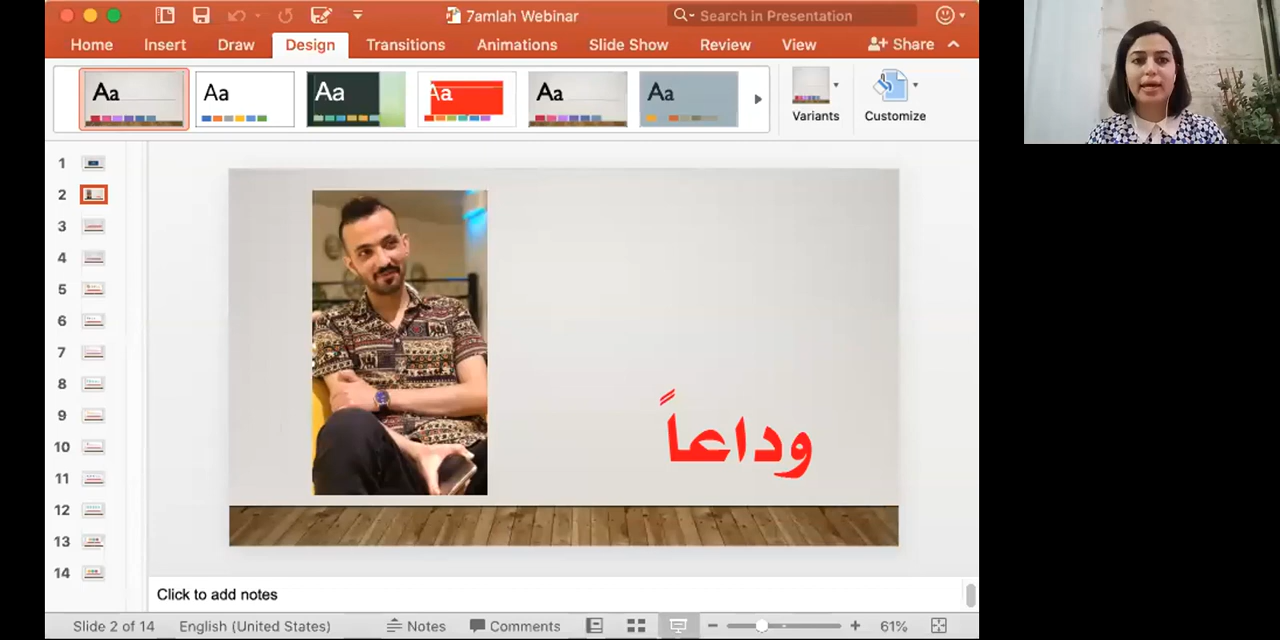 7amlah Webinar
Search in Presentation
Home Insert Draw Design Transitions Animations Slide Show Review View Share
Aa Aa Aa Aa Aa Aa
Variants Customize
1
2
3
4
5
6
7
8
9
10
11
12
13
14
وداعاً
Click to add notes
Slide 2 of 14 English (United States) Notes Comments 61%